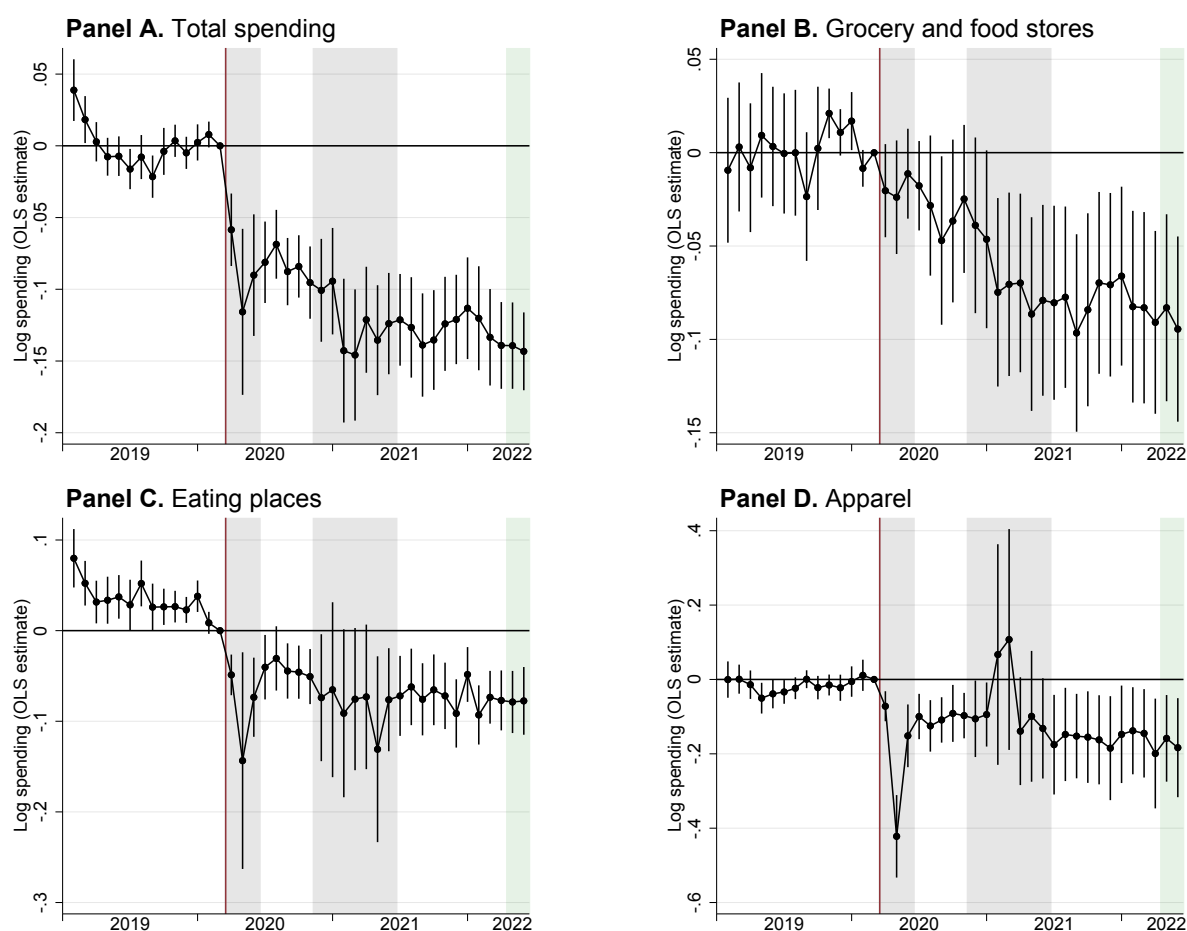 Panel A. Total spending
Log spending (OLS estimate)
.05
0
-.05
-.1
-.15
-.2
2019 2020 2021 2022
Panel B. Grocery and food stores
Log spending (OLS estimate)
.05
0
-.05
-.1
-.15
2019 2020 2021 2022
Panel C. Eating places
Log spending (OLS estimate)
.1
0
-.1
-.2
-.3
2019 2020 2021 2022
Panel D. Apparel
Log spending (OLS estimate)
.4
.2
0
-.2
-.4
-.6
2019 2020 2021 2022